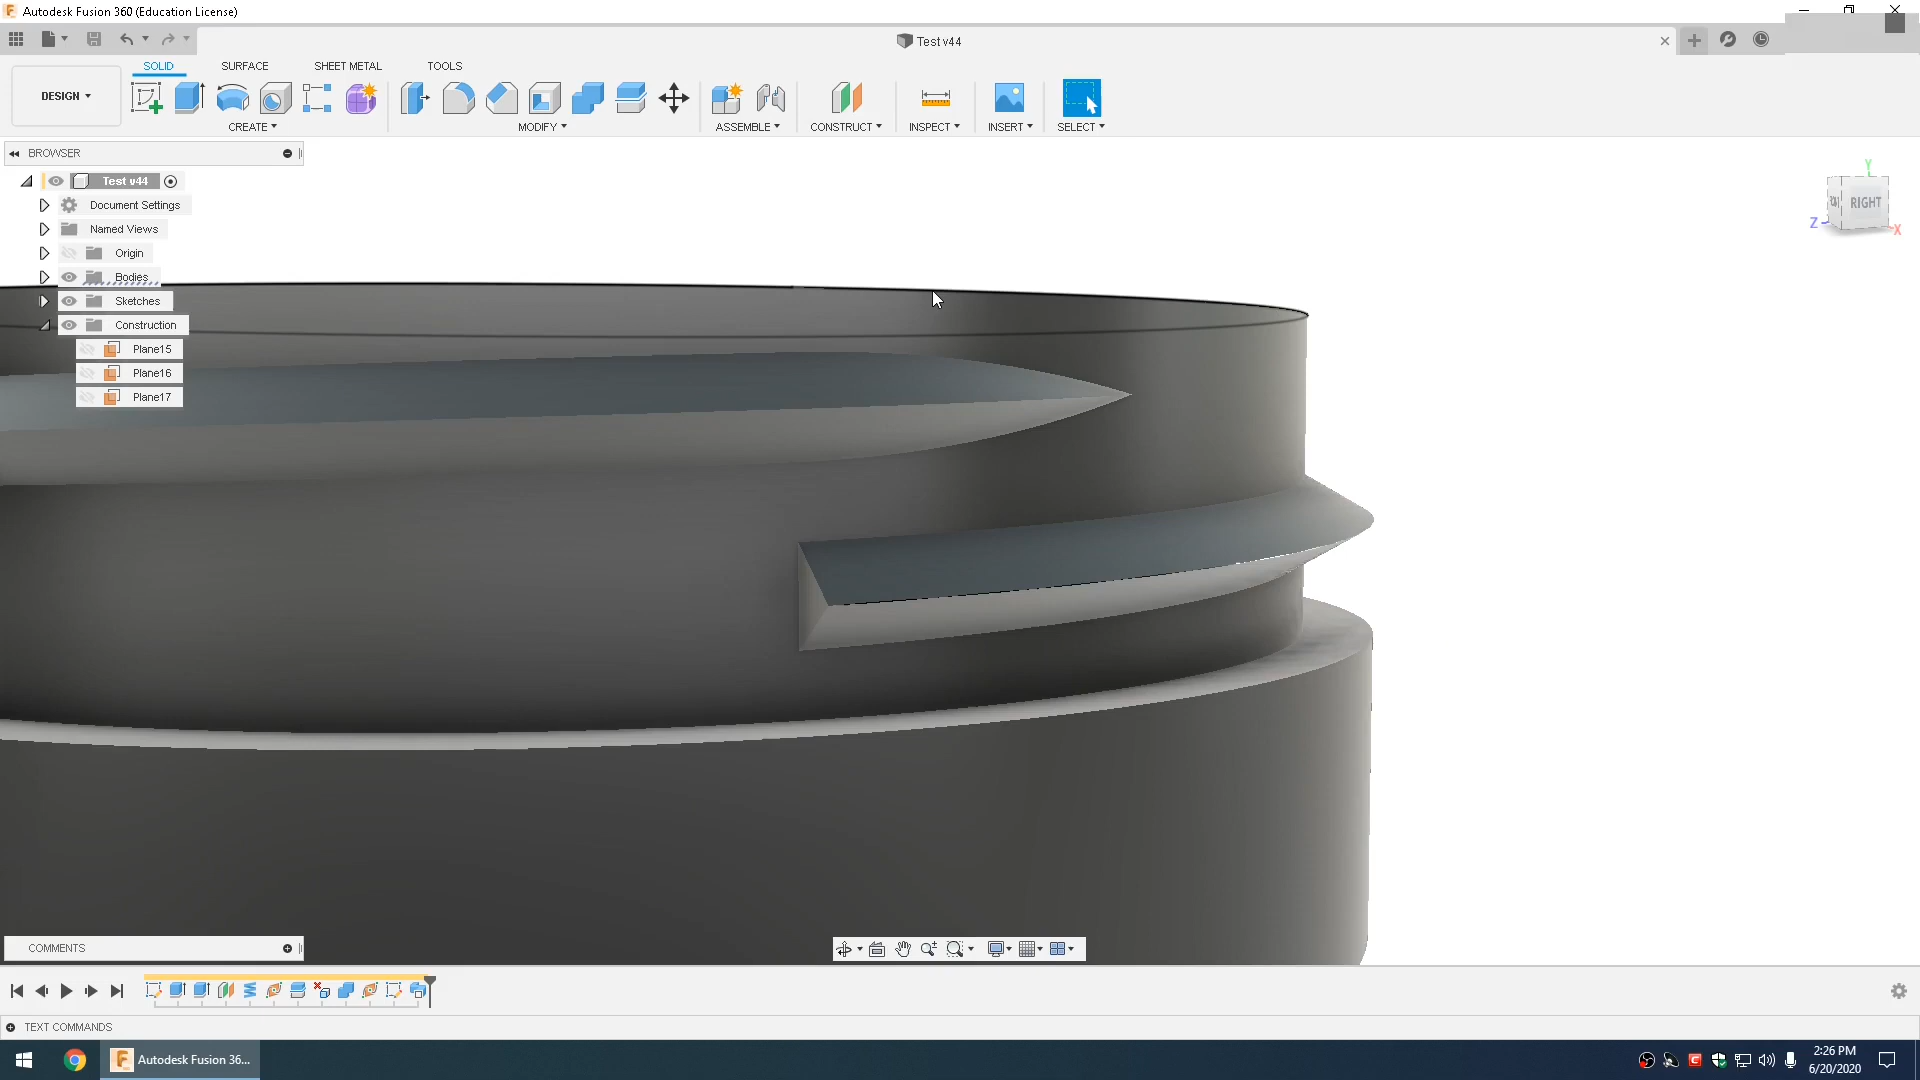 Autodesk Fusion 360 (Education License)
Test v44
SOLID SURFACE SHEET METAL TOOLS
DESIGN
CREATE MODIFY ASSEMBLE CONSTRUCT INSPECT INSERT SELECT
BROWSER
Test v44
Document Settings
Named Views
Origin
Bodies
Sketches
Construction
Plane15
Plane16
Plane17
Y
RIGHT
Z
X
COMMENTS
TEXT COMMANDS
Autodesk Fusion 36...
2:26 PM
6/20/2020